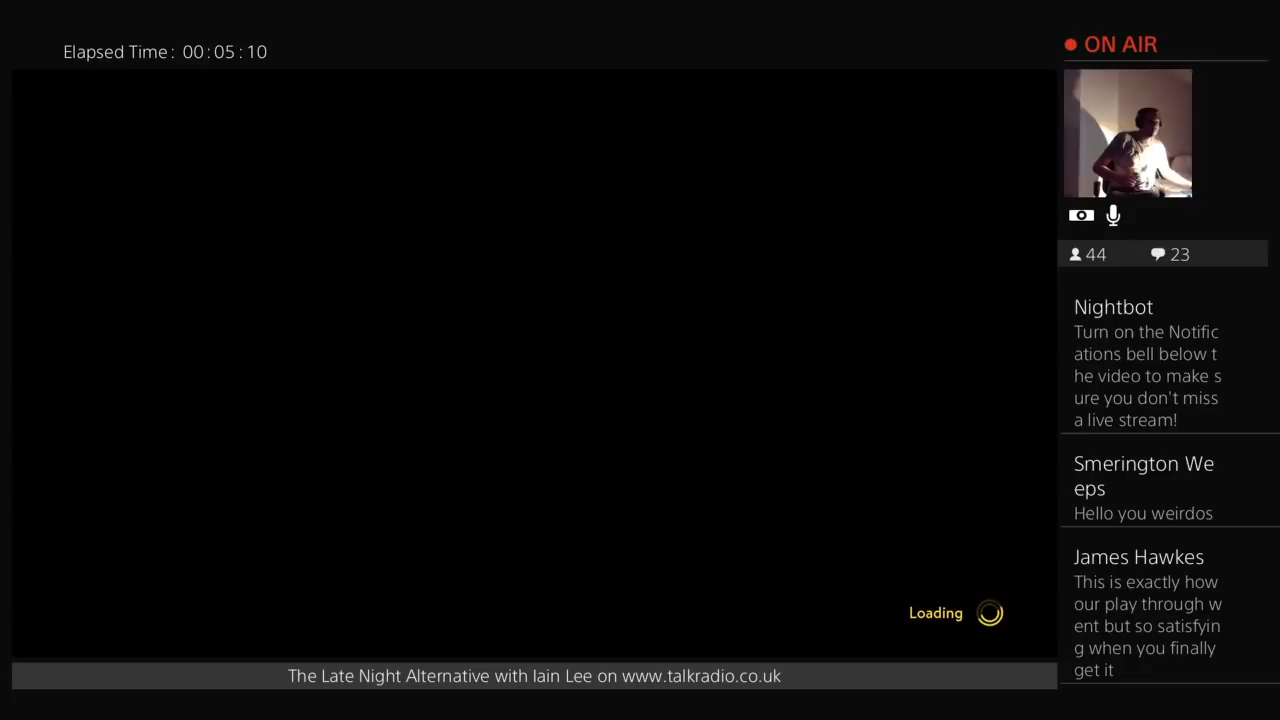 Elapsed Time: 00:05:10
ON AIR
44
23
Nightbot
Turn on the Notific
ations bell below t
he video to make s
ure you don't miss
a live stream!
Smerington We
eps
Hello you weirdos
James Hawkes
This is exactly how
our play through w
ent but so satisfyin
g when you finally
get it
Loading
The Late Night Alternative with Iain Lee on www.talkradio.co.uk